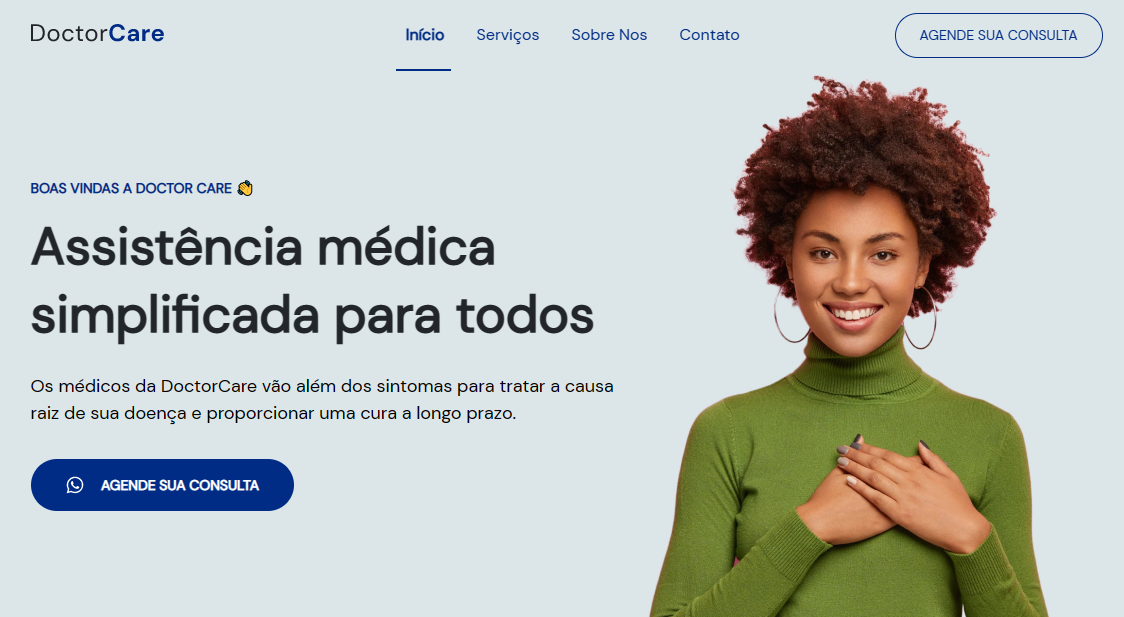 DoctorCare
Início
Serviços
Sobre Nos
Contato
AGENDE SUA CONSULTA
BOAS VINDAS A DOCTOR CARE 👏
Assistência médica
simplificada para todos
Os médicos da DoctorCare vão além dos sintomas para tratar a causa
raiz de sua doença e proporcionar uma cura a longo prazo.
AGENDE SUA CONSULTA